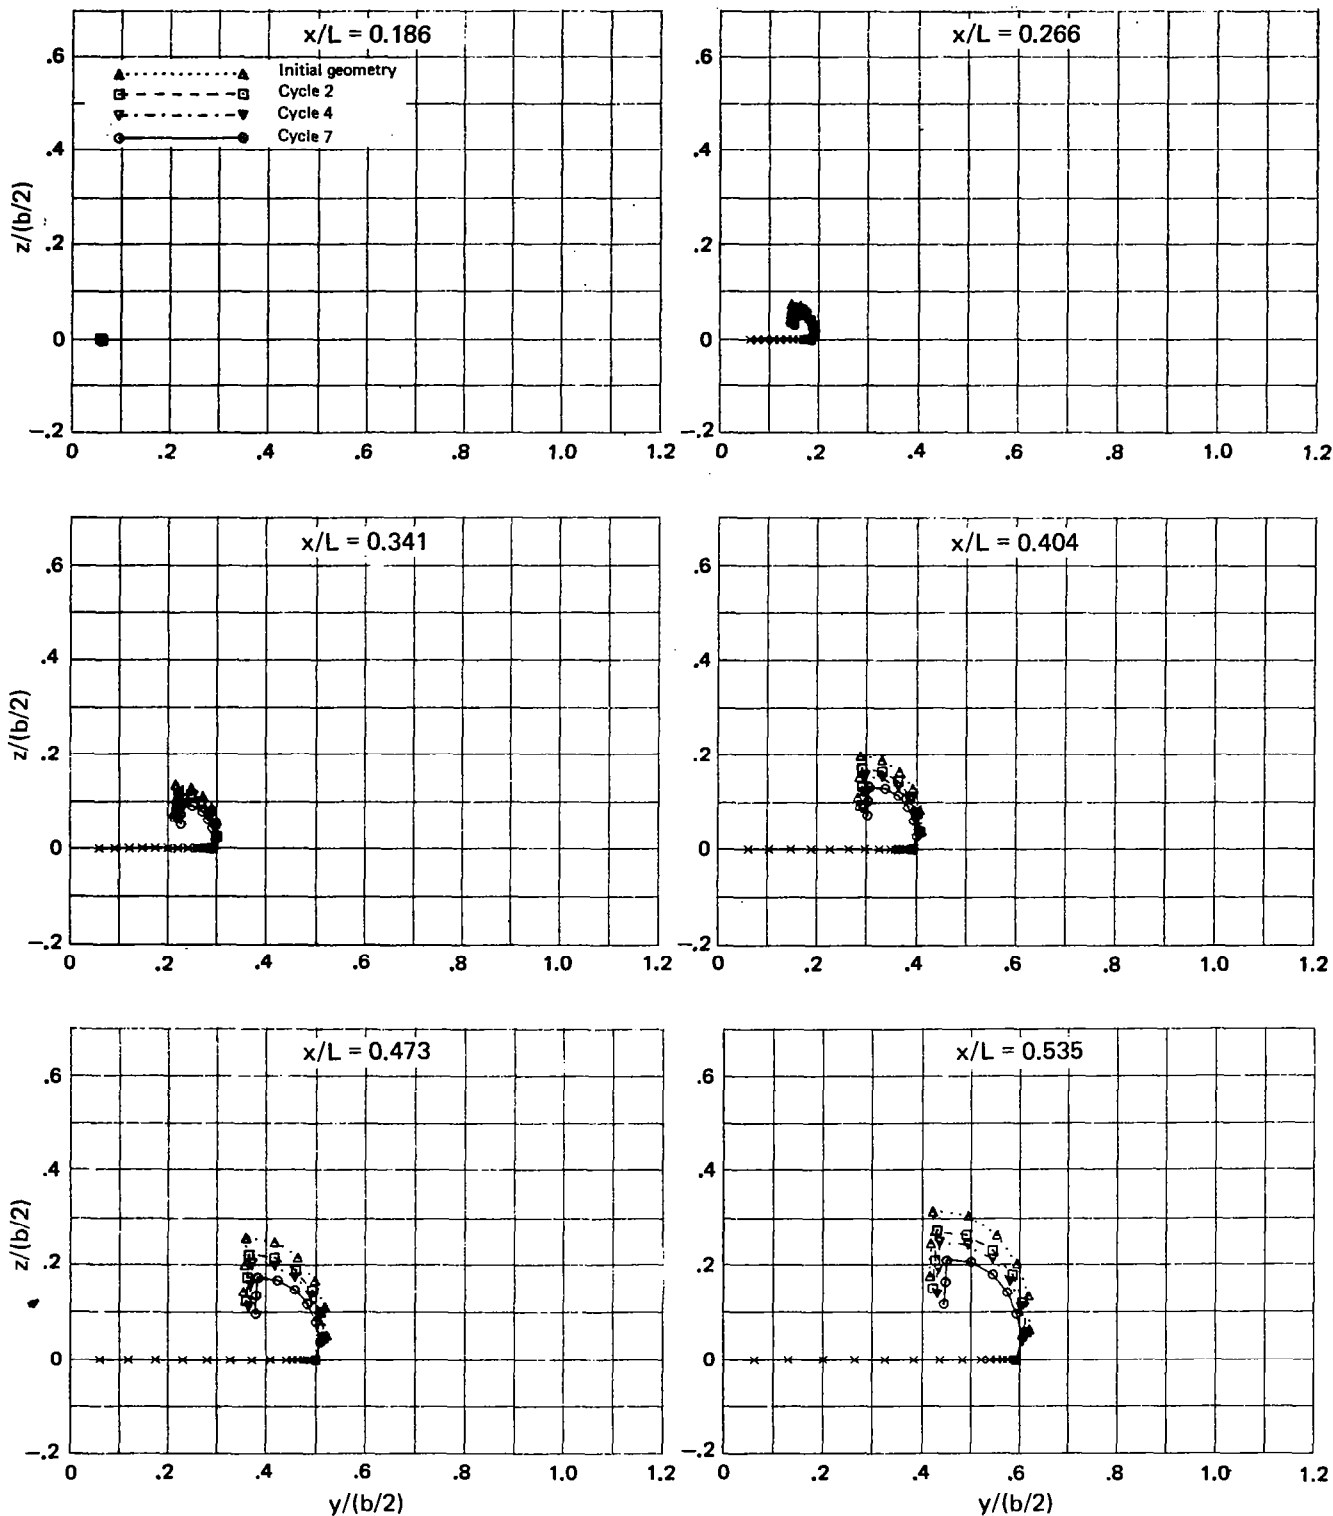 x/L = 0.186
x/L = 0.266
Initial geometry
Cycle 2
Cycle 4
Cycle 7
.6
.4
.2
0
-.2
z/(b/2)
0 .2 .4 .6 .8 1.0 1.2
.6
.4
.2
0
-.2
0 .2 .4 .6 .8 1.0 1.2
x/L = 0.341
x/L = 0.404
.6
.4
.2
0
-.2
z/(b/2)
0 .2 .4 .6 .8 1.0 1.2
.6
.4
.2
0
-.2
0 .2 .4 .6 .8 1.0 1.2
x/L = 0.473
x/L = 0.535
.6
.4
.2
0
-.2
z/(b/2)
0 .2 .4 .6 .8 1.0 1.2
y/(b/2)
.6
.4
.2
0
-.2
0 .2 .4 .6 .8 1.0 1.2
y/(b/2)